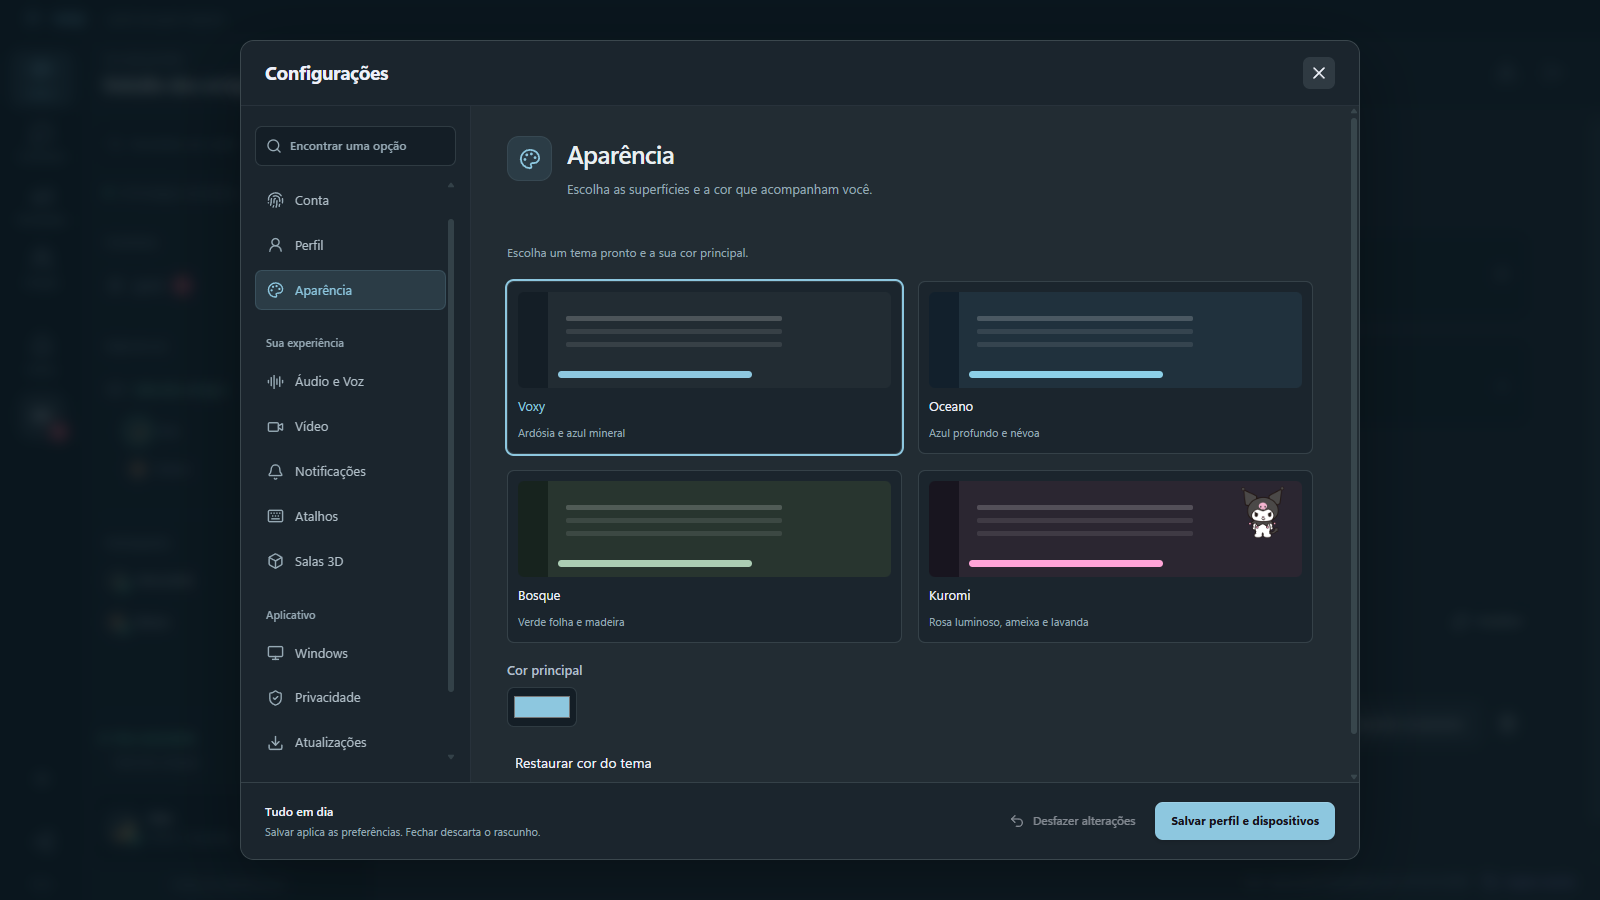 Configurações
Encontrar uma opção
Conta
Perfil
Aparência
Sua experiência
Áudio e Voz
Vídeo
Notificações
Atalhos
Salas 3D
Aplicativo
Windows
Privacidade
Atualizações
Aparência
Escolha as superfícies e a cor que acompanham você.
Escolha um tema pronto e a sua cor principal.
Voxy
Ardósia e azul mineral
Oceano
Azul profundo e névoa
Bosque
Verde folha e madeira
Kuromi
Rosa luminoso, ameixa e lavanda
Cor principal
Restaurar cor do tema
Tudo em dia
Salvar aplica as preferências. Fechar descarta o rascunho.
Desfazer alterações
Salvar perfil e dispositivos